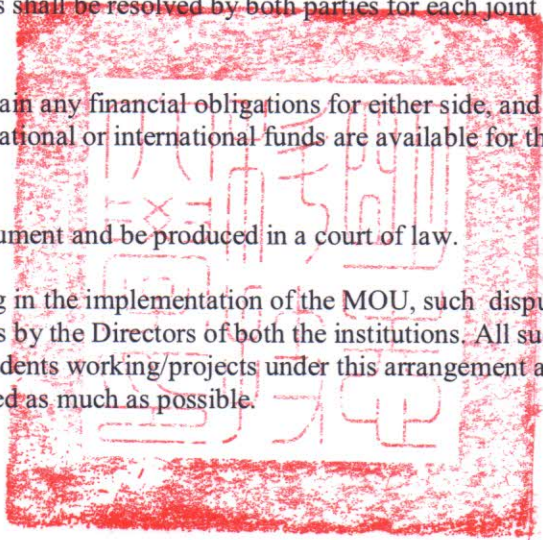 s shall be resolved by both parties for each joint
ain any financial obligations for either side, and
ational or international funds are available for th
ument and be produced in a court of law.
g in the implementation of the MOU, such dispu
s by the Directors of both the institutions. All su
dents working/projects under this arrangement a
ed as much as possible.